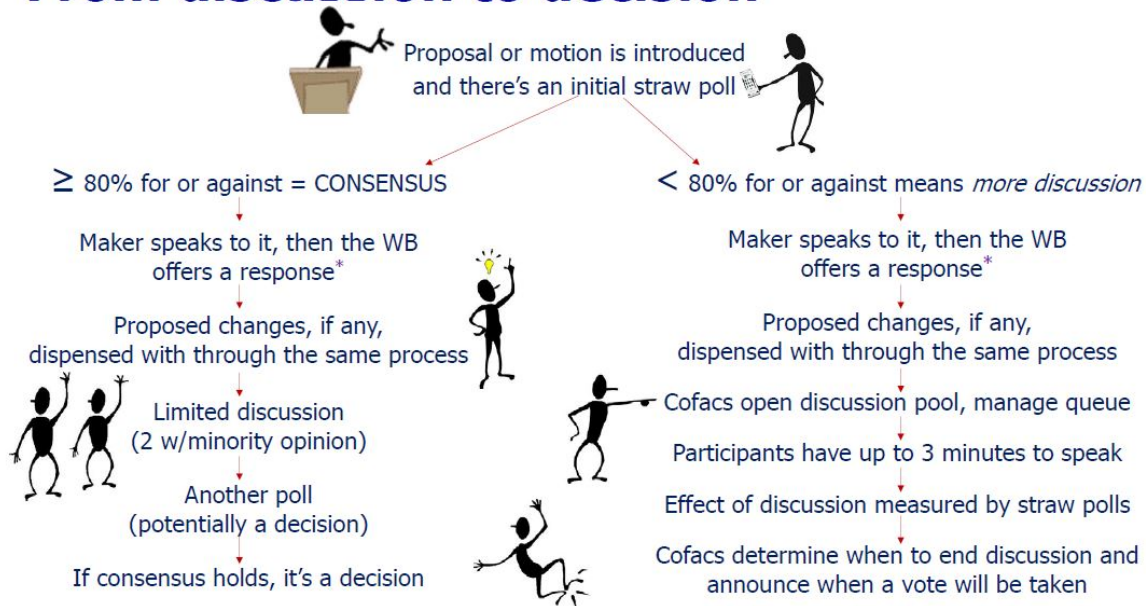 From discussion to decision
Proposal or motion is introduced
and there's an initial straw poll
≥ 80% for or against = CONSENSUS
Maker speaks to it, then the WB
offers a response*
Proposed changes, if any,
dispensed with through the same process
Limited discussion
(2 w/minority opinion)
Another poll
(potentially a decision)
If consensus holds, it's a decision
< 80% for or against means more discussion
Maker speaks to it, then the WB
offers a response*
Proposed changes, if any,
dispensed with through the same process
Cofacs open discussion pool, manage queue
Participants have up to 3 minutes to speak
Effect of discussion measured by straw polls
Cofacs determine when to end discussion and
announce when a vote will be taken